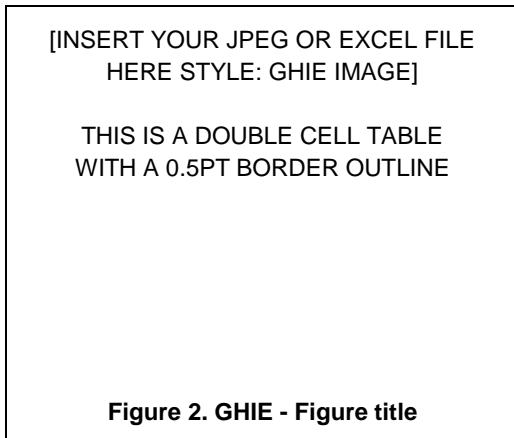 [INSERT YOUR JPEG OR EXCEL FILE
HERE STYLE: GHIE IMAGE]
THIS IS A DOUBLE CELL TABLE
WITH A 0.5PT BORDER OUTLINE
Figure 2. GHIE - Figure title